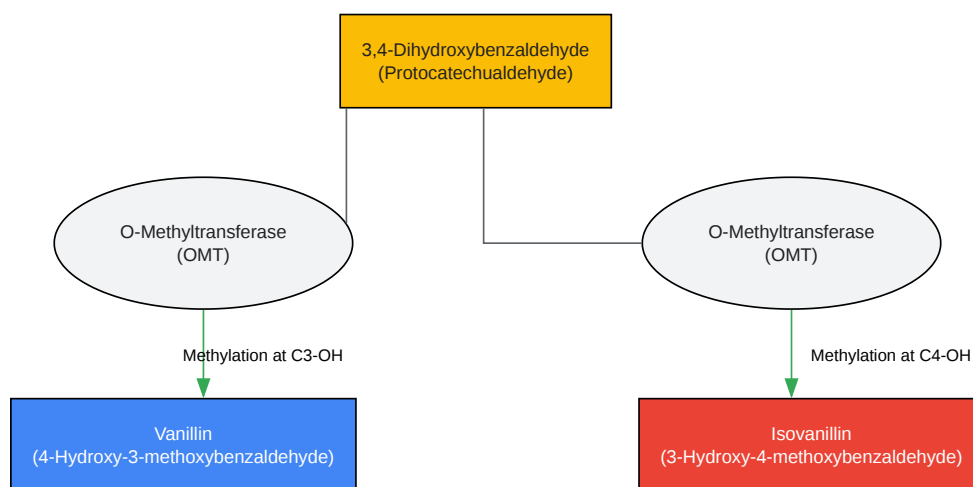 3,4-Dihydroxybenzaldehyde
(Protocatechualdehyde)
O-Methyltransferase
(OMT)
O-Methyltransferase
(OMT)
Methylation at C3-OH
Methylation at C4-OH
Vanillin
(4-Hydroxy-3-methoxybenzaldehyde)
Isovanillin
(3-Hydroxy-4-methoxybenzaldehyde)